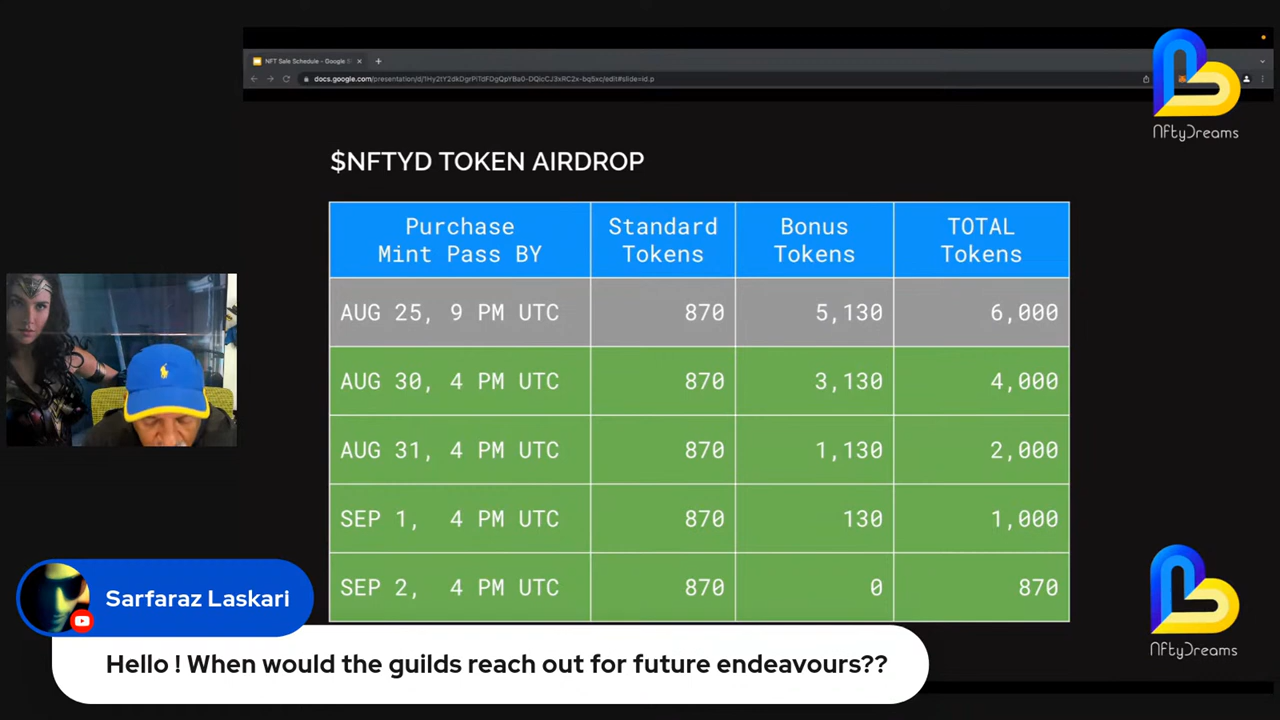 NFT Sale Schedule - Google S
NftyDreams
$NFTYD TOKEN AIRDROP
Purchase Mint Pass BY
Standard Tokens
Bonus Tokens
TOTAL Tokens
AUG 25, 9 PM UTC 870 5,130 6,000
AUG 30, 4 PM UTC 870 3,130 4,000
AUG 31, 4 PM UTC 870 1,130 2,000
SEP 1, 4 PM UTC 870 130 1,000
SEP 2, 4 PM UTC 870 0 870
Sarfaraz Laskari
Hello ! When would the guilds reach out for future endeavours??
NftyDreams